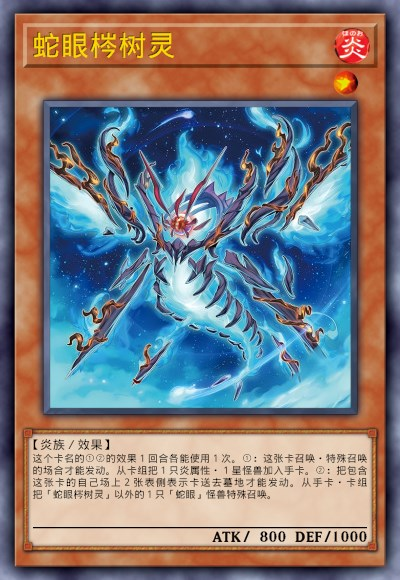 蛇眼梣树灵
ほのお
炎
【炎族／效果】
这个卡名的①②的效果1回合各能使用1次。①：这张卡召唤·特殊召唤
的场合才能发动。从卡组把1只炎属性·1星怪兽加入手卡。②：把包含
这张卡的自己场上2张表侧表示卡送去墓地才能发动。从手卡·卡组
把「蛇眼梣树灵」以外的1只「蛇眼」怪兽特殊召唤。
ATK/ 800 DEF/1000